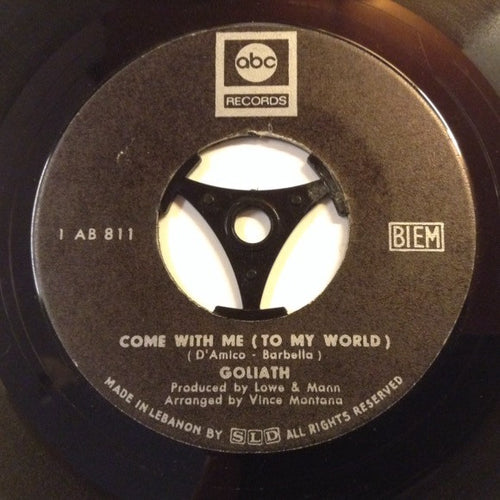 abc
RECORDS
1 AB 811
BIEM
COME WITH ME (TO MY WORLD)
(D'Amico - Barbella)
GOLIATH
Produced by Lowe & Mann
Arranged by Vince Montana
MADE IN LEBANON BY SLD ALL RIGHTS RESERVED